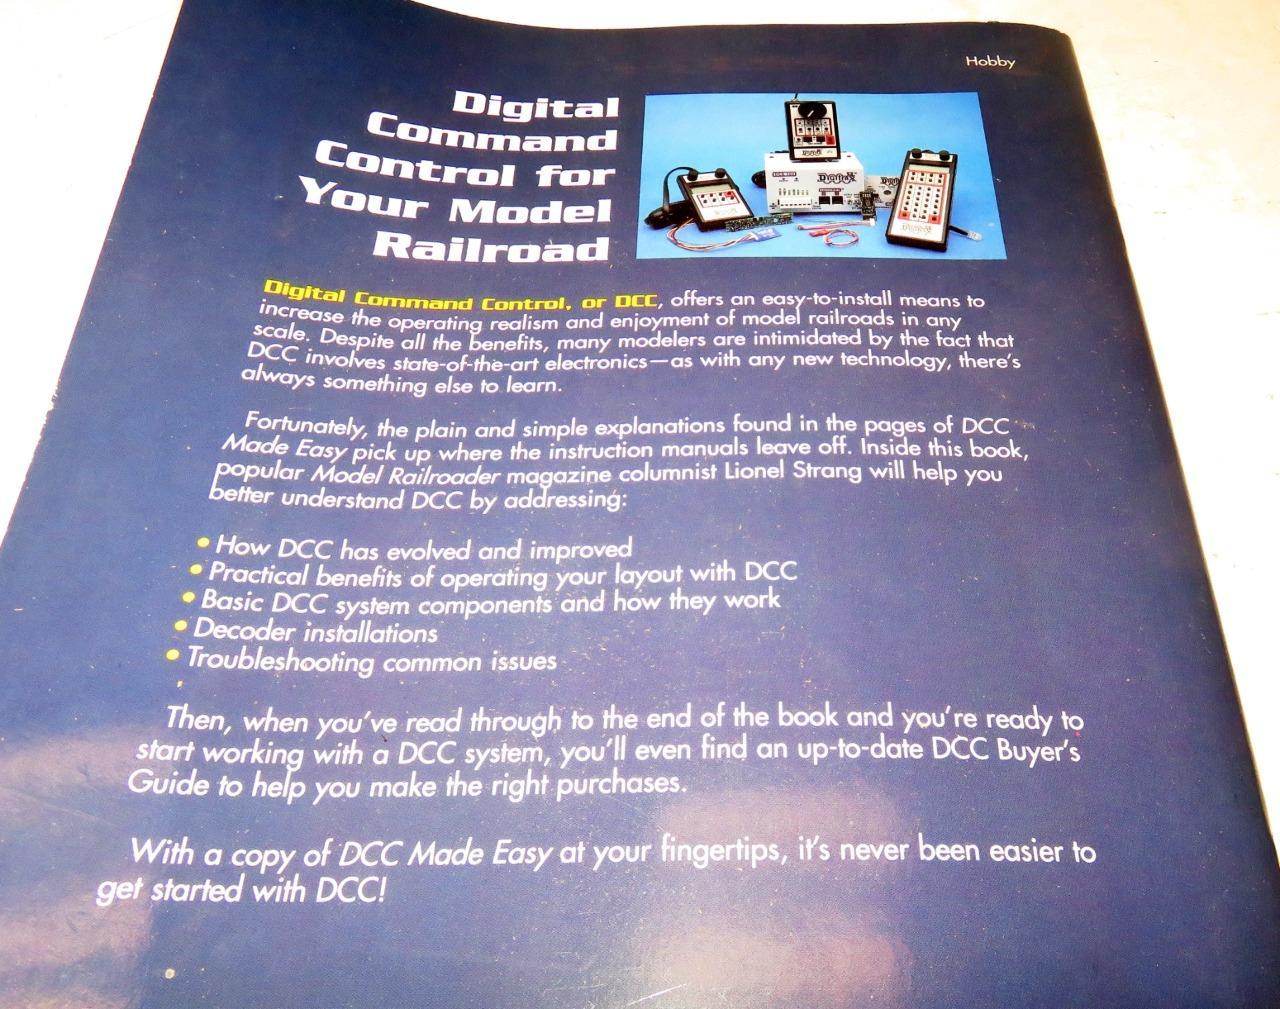 Hobby
Digital
Command
Control for
Your Model
Railroad
Digitrax
Digital Command Control, or DCC, offers an easy-to-install means to
increase the operating realism and enjoyment of model railroads in any
scale. Despite all the benefits, many modelers are intimidated by the fact that
DCC involves state-of-the-art electronics—as with any new technology, there's
always something else to learn.
Fortunately, the plain and simple explanations found in the pages of DCC
Made Easy pick up where the instruction manuals leave off. Inside this book,
popular Model Railroader magazine columnist Lionel Strang will help you
better understand DCC by addressing:
• How DCC has evolved and improved
• Practical benefits of operating your layout with DCC
• Basic DCC system components and how they work
• Decoder installations
• Troubleshooting common issues
Then, when you've read through to the end of the book and you're ready to
start working with a DCC system, you'll even find an up-to-date DCC Buyer's
Guide to help you make the right purchases.
With a copy of DCC Made Easy at your fingertips, it's never been easier to
get started with DCC!